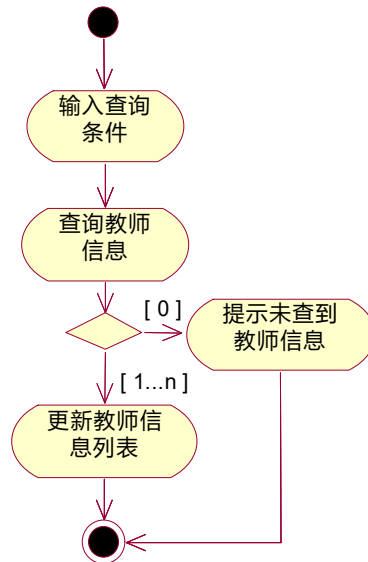 输入查询
条件
查询教师
信息
[ 0 ]
提示未查到
教师信息
[ 1...n ]
更新教师信
息列表